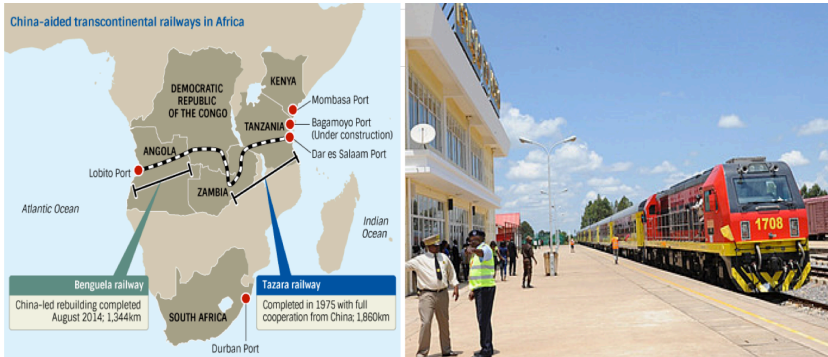 China-aided transcontinental railways in Africa
DEMOCRATIC
REPUBLIC
OF THE CONGO
KENYA
Mombasa Port
TANZANIA
Bagamoyo Port
(Under construction)
Dar es Salaam Port
ANGOLA
Lobito Port
ZAMBIA
Atlantic Ocean
Indian
Ocean
Benguela railway
China-led rebuilding completed
August 2014; 1,344km
Tazara railway
Completed in 1975 with full
cooperation from China; 1,860km
SOUTH AFRICA
Durban Port
1708